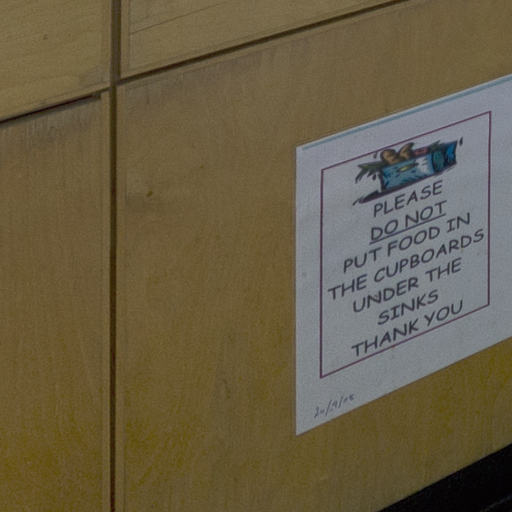 PLEASE
DO NOT
PUT FOOD IN
THE CUPBOARDS
UNDER THE
SINKS
THANK YOU